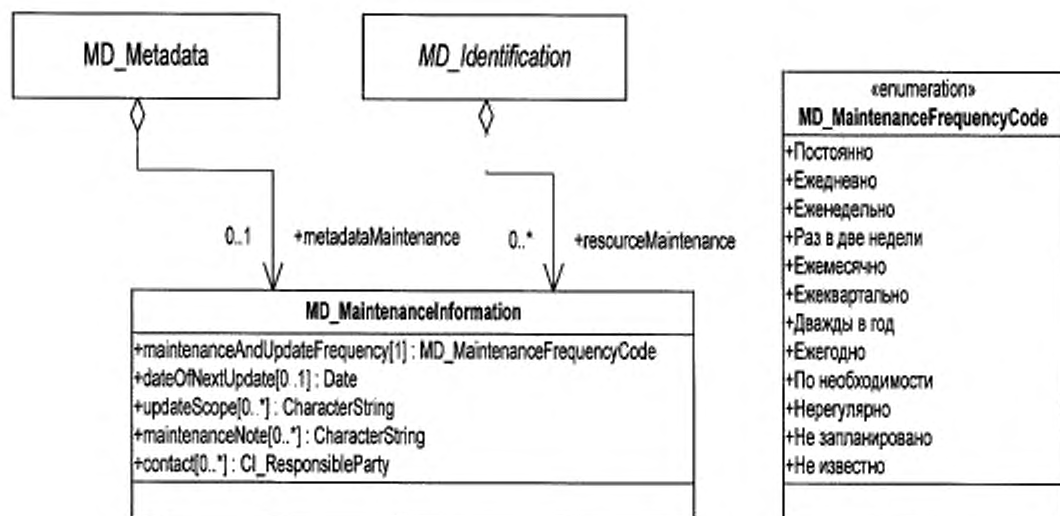 MD_Metadata
MD_Identification
0..1
+metadataMaintenance
0..*
+resourceMaintenance
MD_MaintenanceInformation
+maintenanceAndUpdateFrequency[1] : MD_MaintenanceFrequencyCode
+dateOfNextUpdate[0..1] : Date
+updateScope[0..*] : CharacterString
+maintenanceNote[0..*] : CharacterString
+contact[0..*] : CI_ResponsibleParty
«enumeration»
MD_MaintenanceFrequencyCode
+Постоянно
+Ежедневно
+Еженедельно
+Раз в две недели
+Ежемесячно
+Ежеквартально
+Дважды в год
+Ежегодно
+По необходимости
+Нерегулярно
+Не запланировано
+Не известно